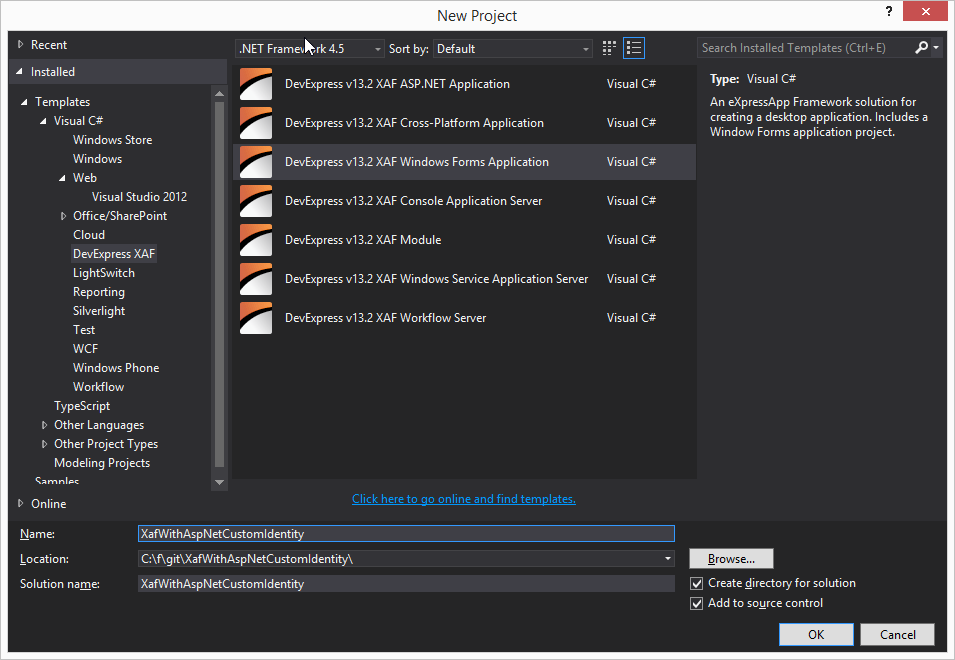 New Project
?
Recent
Installed
Templates
Visual C#
Windows Store
Windows
Web
Visual Studio 2012
Office/SharePoint
Cloud
DevExpress XAF
LightSwitch
Reporting
Silverlight
Test
WCF
Windows Phone
Workflow
TypeScript
Other Languages
Other Project Types
Modeling Projects
Samples
Online
.NET Framework 4.5 Sort by: Default
DevExpress v13.2 XAF ASP.NET Application Visual C#
DevExpress v13.2 XAF Cross-Platform Application Visual C#
DevExpress v13.2 XAF Windows Forms Application Visual C#
DevExpress v13.2 XAF Console Application Server Visual C#
DevExpress v13.2 XAF Module Visual C#
DevExpress v13.2 XAF Windows Service Application Server Visual C#
DevExpress v13.2 XAF Workflow Server Visual C#
Click here to go online and find templates.
Search Installed Templates (Ctrl+E)
Type: Visual C#
An eXpressApp Framework solution for
creating a desktop application. Includes a
Window Forms application project.
Name: XafWithAspNetCustomIdentity
Location: C:\f\git\XafWithAspNetCustomIdentity\
Browse...
Solution name: XafWithAspNetCustomIdentity
Create directory for solution
Add to source control
OK Cancel